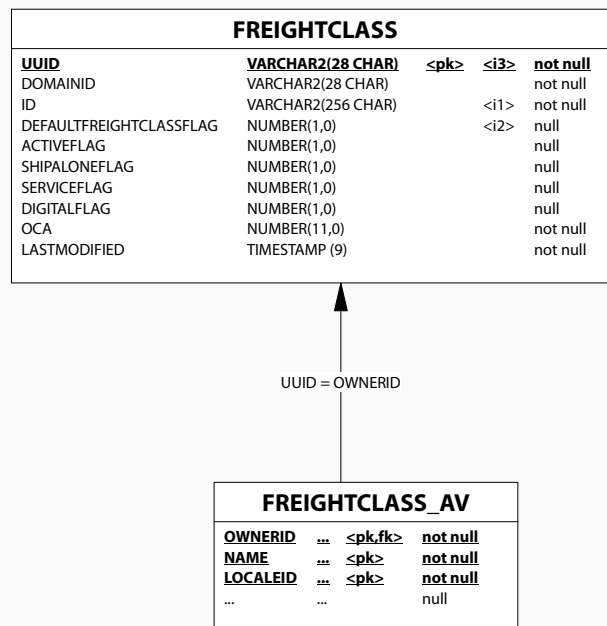 FREIGHTCLASS
UUID VARCHAR2(28 CHAR) <pk> <i3> not null
DOMAINID VARCHAR2(28 CHAR) not null
ID VARCHAR2(256 CHAR) <i1> not null
DEFAULTFREIGHTCLASSFLAG NUMBER(1,0) <i2> null
ACTIVEFLAG NUMBER(1,0) null
SHIPALONEFLAG NUMBER(1,0) null
SERVICEFLAG NUMBER(1,0) null
DIGITALFLAG NUMBER(1,0) null
OCA NUMBER(11,0) not null
LASTMODIFIED TIMESTAMP (9) not null
UUID = OWNERID
FREIGHTCLASS_AV
OWNERID ... <pk,fk> not null
NAME ... <pk> not null
LOCALEID ... <pk> not null
... ... null